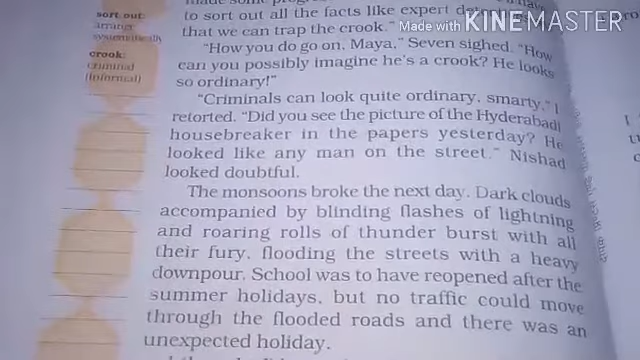 made some
to sort out all the facts like expert
that we can trap the crook."
Made with KINEMASTER
"How you do go on, Maya," Seven sighed. "How
can you possibly imagine he's a crook? He looks
so ordinary!"
"Criminals can look quite ordinary, smarty," I
retorted. "Did you see the picture of the Hyderabadi
housebreaker in the papers yesterday? He
looked like any man on the street." Nishad
looked doubtful.
The monsoons broke the next day. Dark clouds
accompanied by blinding flashes of lightning
and roaring rolls of thunder burst with all
their fury, flooding the streets with a heavy
downpour. School was to have reopened after the
summer holidays, but no traffic could move
through the flooded roads and there was an
unexpected holiday.
sort out:
arrange
systematically
crook:
criminal
(informal)